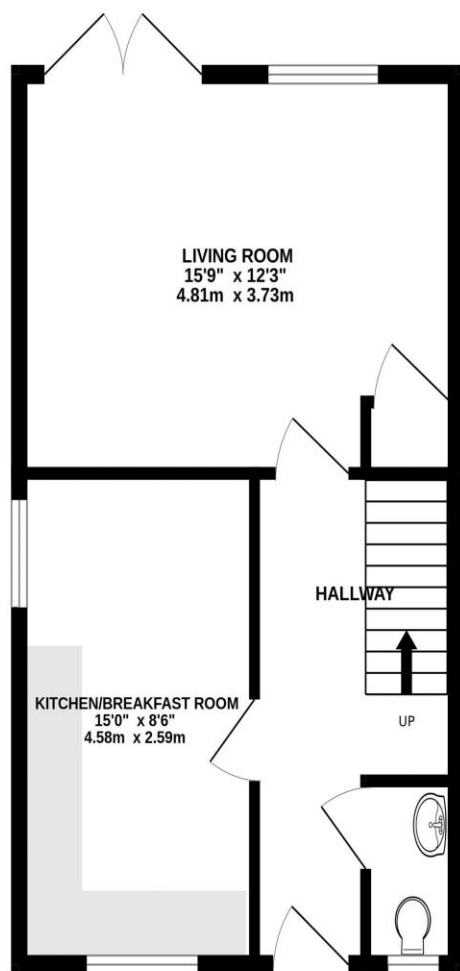 LIVING ROOM
15'9" x 12'3"
4.81m x 3.73m
HALLWAY
KITCHEN/BREAKFAST ROOM
15'0" x 8'6"
4.58m x 2.59m
UP